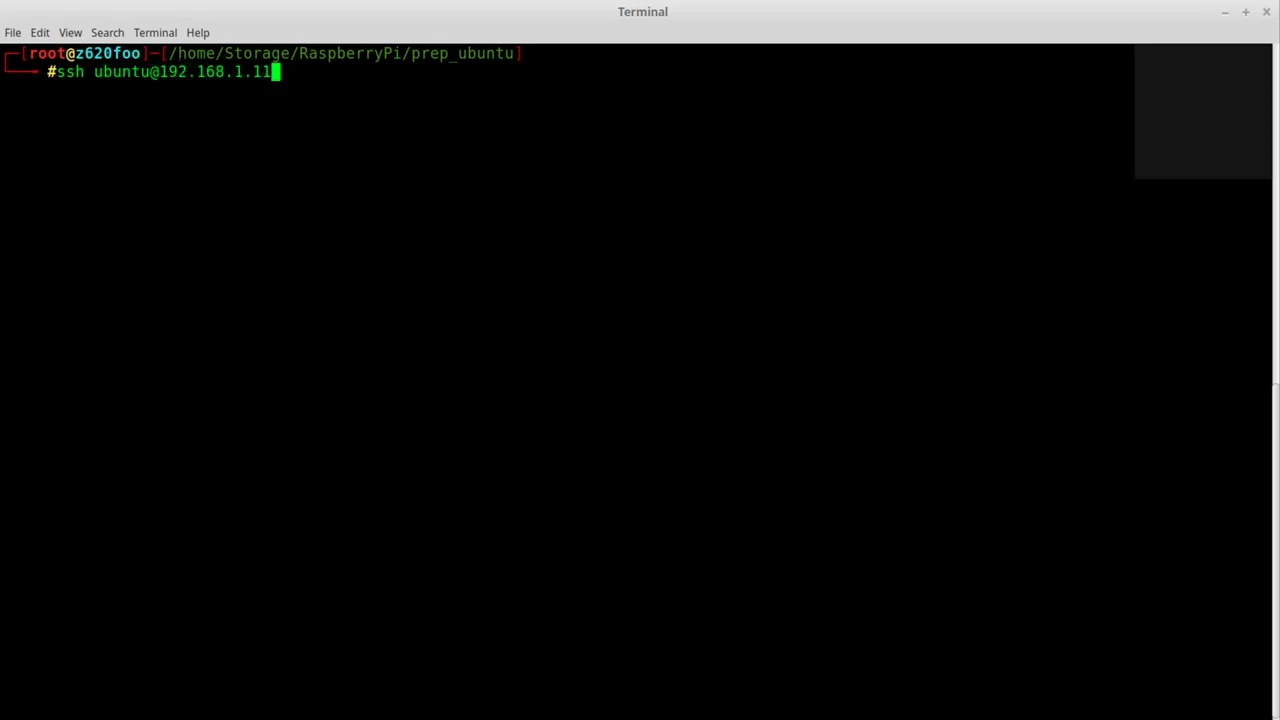 Terminal
File Edit View Search Terminal Help
┌─[root@z620foo]─[/home/Storage/RaspberryPi/prep_ubuntu]
└──╼ #ssh ubuntu@192.168.1.11